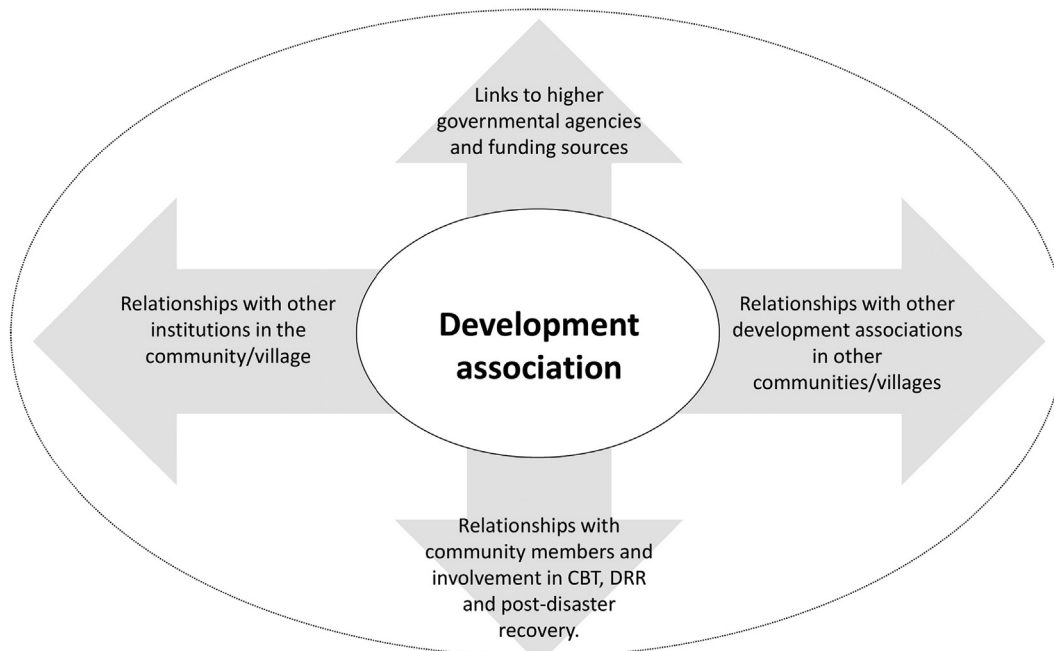 Links to higher
governmental agencies
and funding sources
Relationships with other
institutions in the
community/village
Development
association
Relationships with other
development associations
in other
communities/villages
Relationships with
community members and
involvement in CBT, DRR
and post-disaster
recovery.